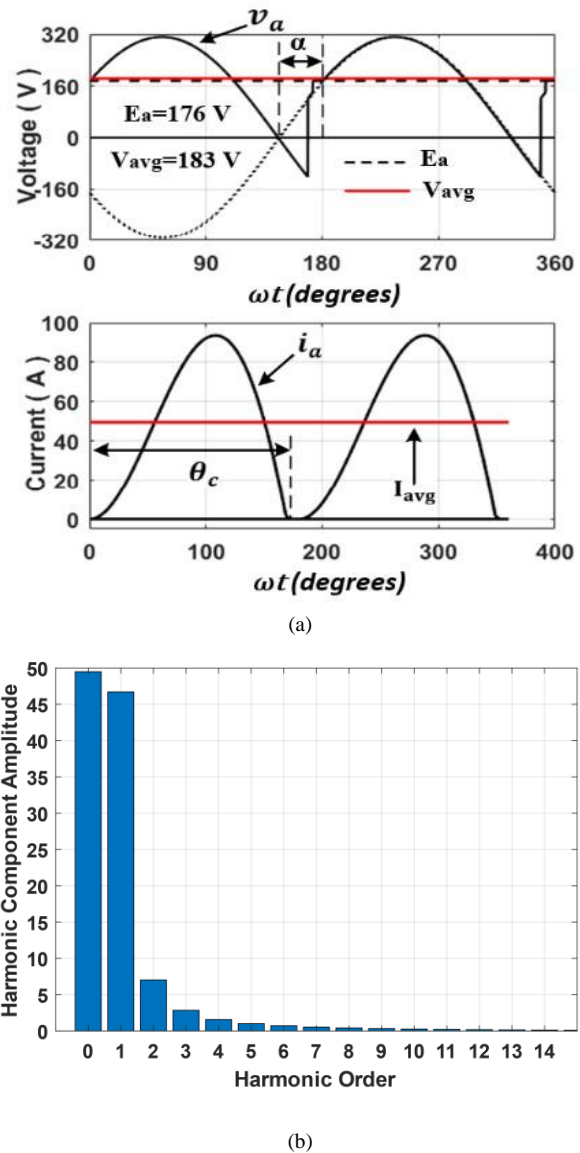 Voltage ( V )
320
160
0
-160
-320
v_a
α
Ea=176 V
Vavg=183 V
E_a
V_avg
0 90 180 270 360
ωt(degrees)
Current ( A )
100
80
60
40
20
0
i_a
θ_c
I_avg
0 100 200 300 400
ωt(degrees)
(a)
Harmonic Component Amplitude
50
45
40
35
30
25
20
15
10
5
0
0 1 2 3 4 5 6 7 8 9 10 11 12 13 14
Harmonic Order
(b)